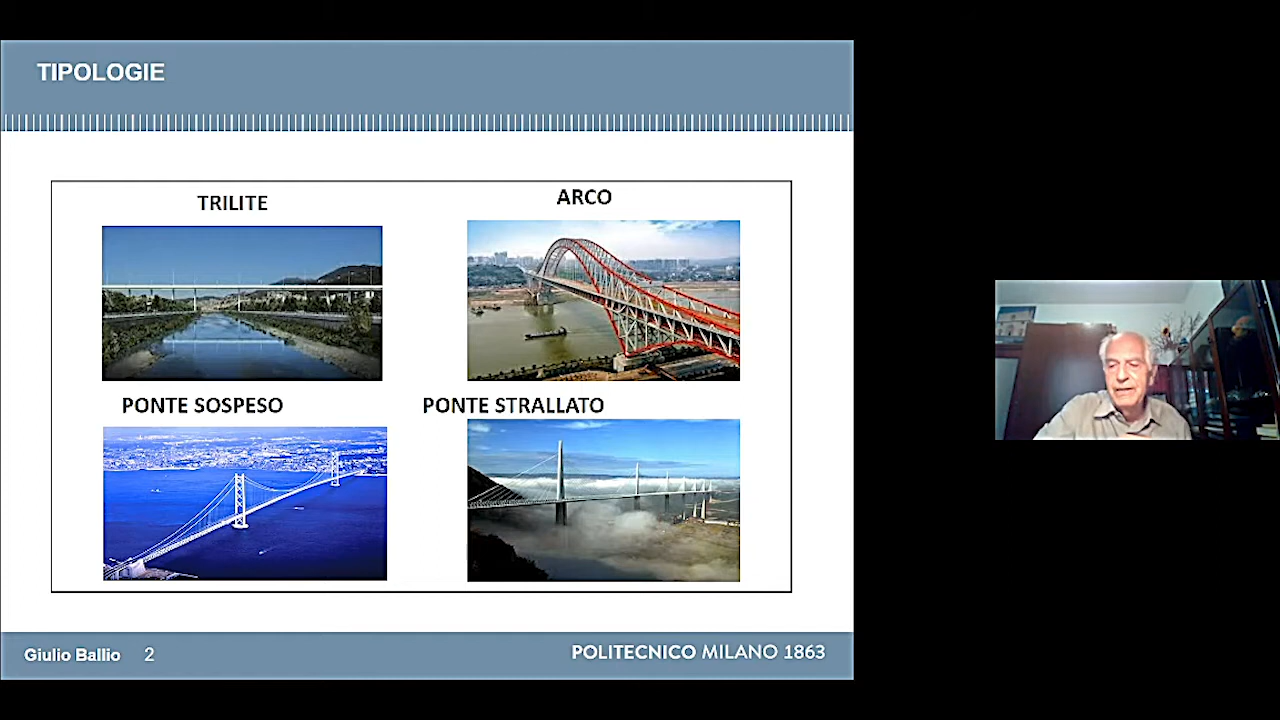 TIPOLOGIE
TRILITE
ARCO
PONTE SOSPESO
PONTE STRALLATO
Giulio Ballio 2
POLITECNICO MILANO 1863